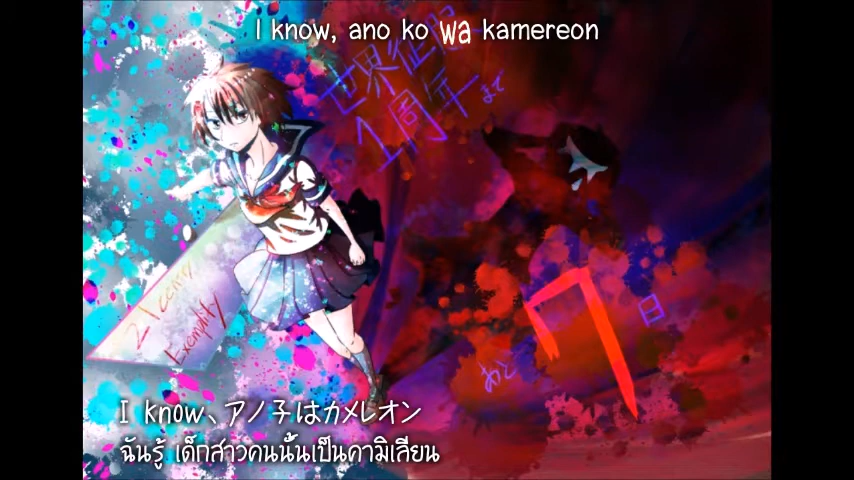 I know, ano ko wa kamereon
世界征服
1周年まで
あと
7日
21 century
Exemplify
I know、アノ子はカメレオン
ฉันรู้ เด็กสาวคนนั้นเป็นคามิเลียน